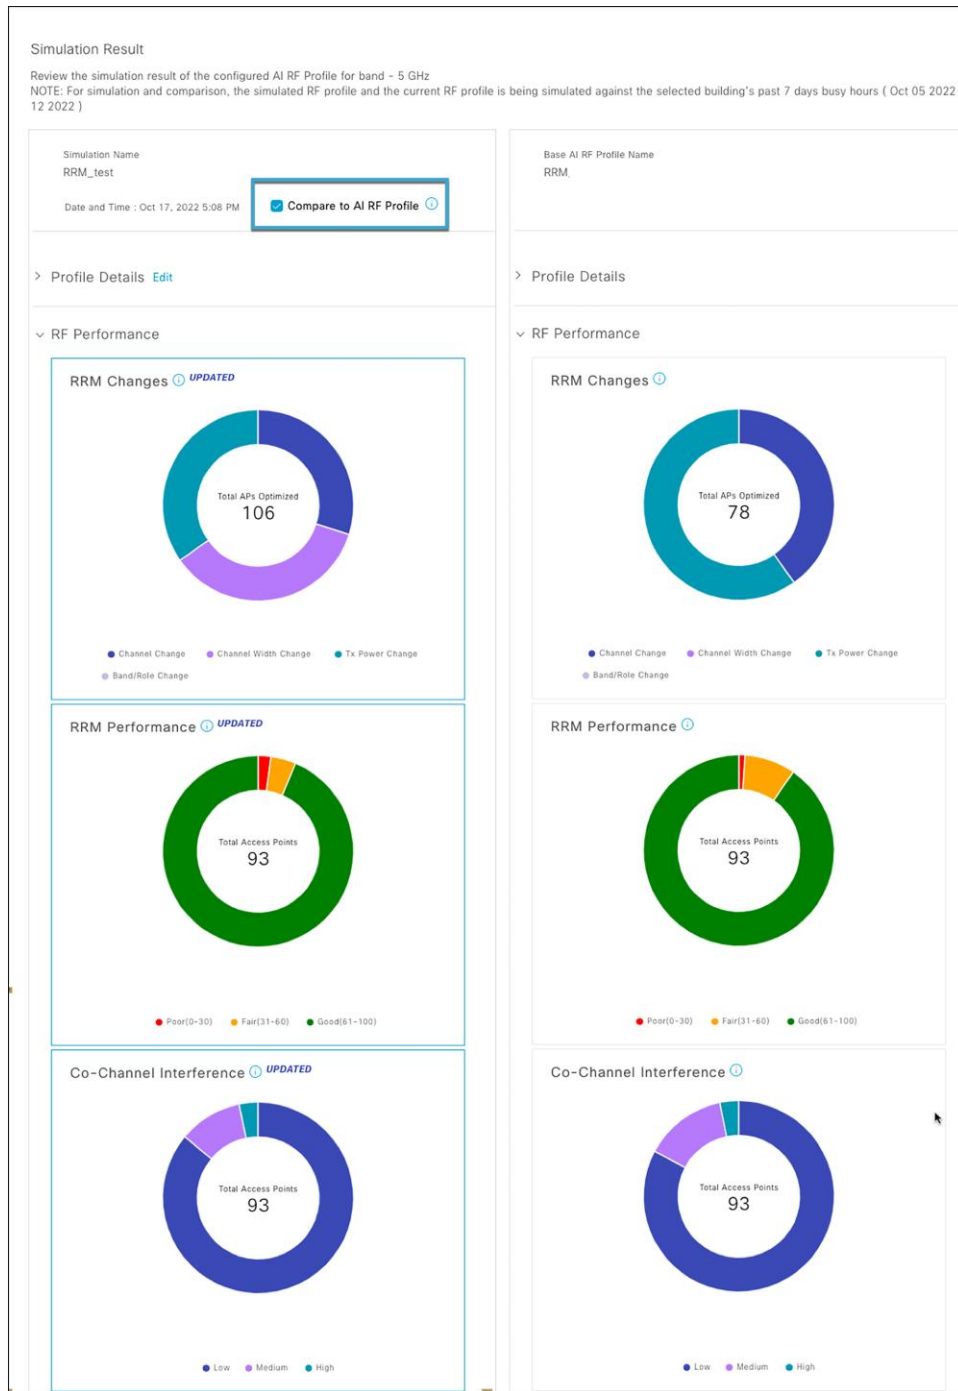 Simulation Result
Review the simulation result of the configured AI RF Profile for band - 5 GHz
NOTE: For simulation and comparison, the simulated RF profile and the current RF profile is being simulated against the selected building's past 7 days busy hours ( Oct 05 2022
12 2022 )
Simulation Name
RRM_test
Date and Time : Oct 17, 2022 5:08 PM
Compare to AI RF Profile
Profile Details Edit
RF Performance
RRM Changes UPDATED
Total APs Optimized
106
Channel Change Channel Width Change Tx Power Change
Band/Role Change
RRM Performance UPDATED
Total Access Points
93
Poor(0-30) Fair(31-60) Good(61-100)
Co-Channel Interference UPDATED
Total Access Points
93
Low Medium High
Base AI RF Profile Name
RRM
Profile Details
RF Performance
RRM Changes
Total APs Optimized
78
Channel Change Channel Width Change Tx Power Change
Band/Role Change
RRM Performance
Total Access Points
93
Poor(0-30) Fair(31-60) Good(61-100)
Co-Channel Interference
Total Access Points
93
Low Medium High